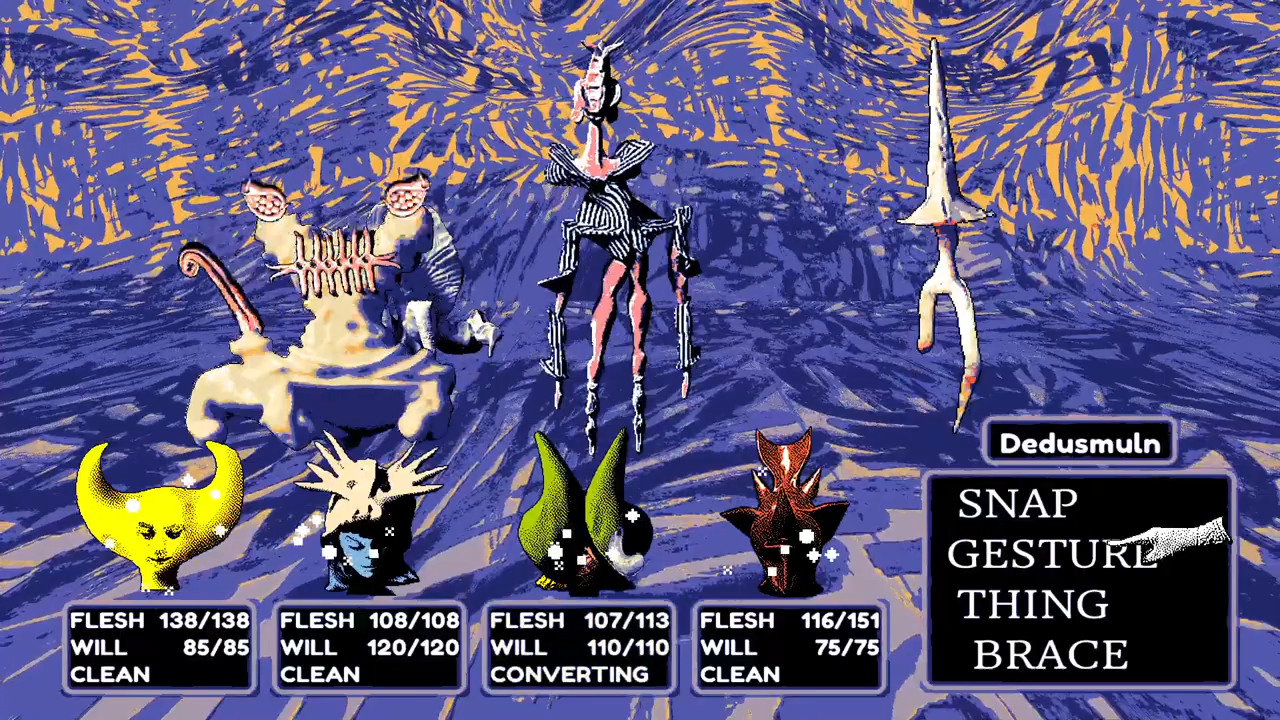 Dedusmuln
SNAP
GESTURE
THING
BRACE
FLESH 138/138
WILL 85/85
CLEAN
FLESH 108/108
WILL 120/120
CLEAN
FLESH 107/113
WILL 110/110
CONVERTING
FLESH 116/151
WILL 75/75
CLEAN